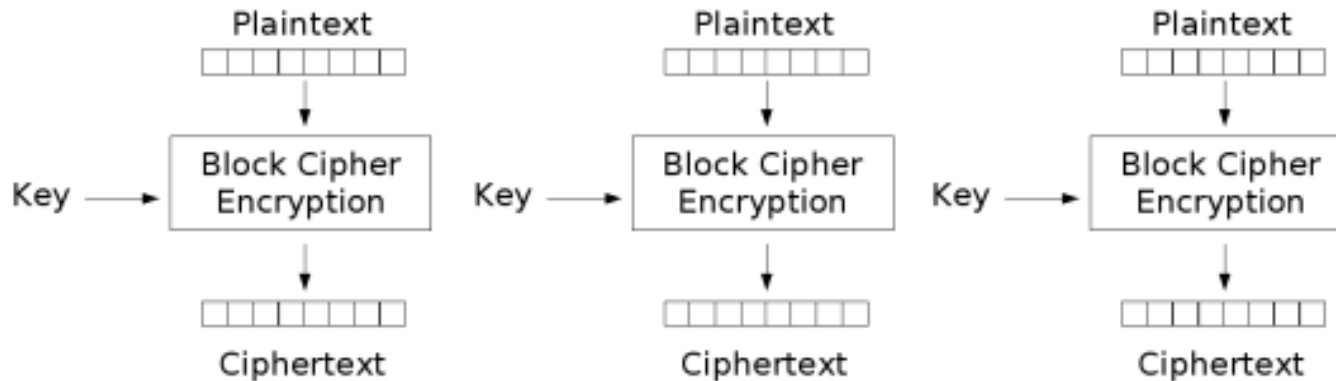 Plaintext
Plaintext
Plaintext
Key
Block Cipher
Encryption
Key
Block Cipher
Encryption
Key
Block Cipher
Encryption
Ciphertext
Ciphertext
Ciphertext